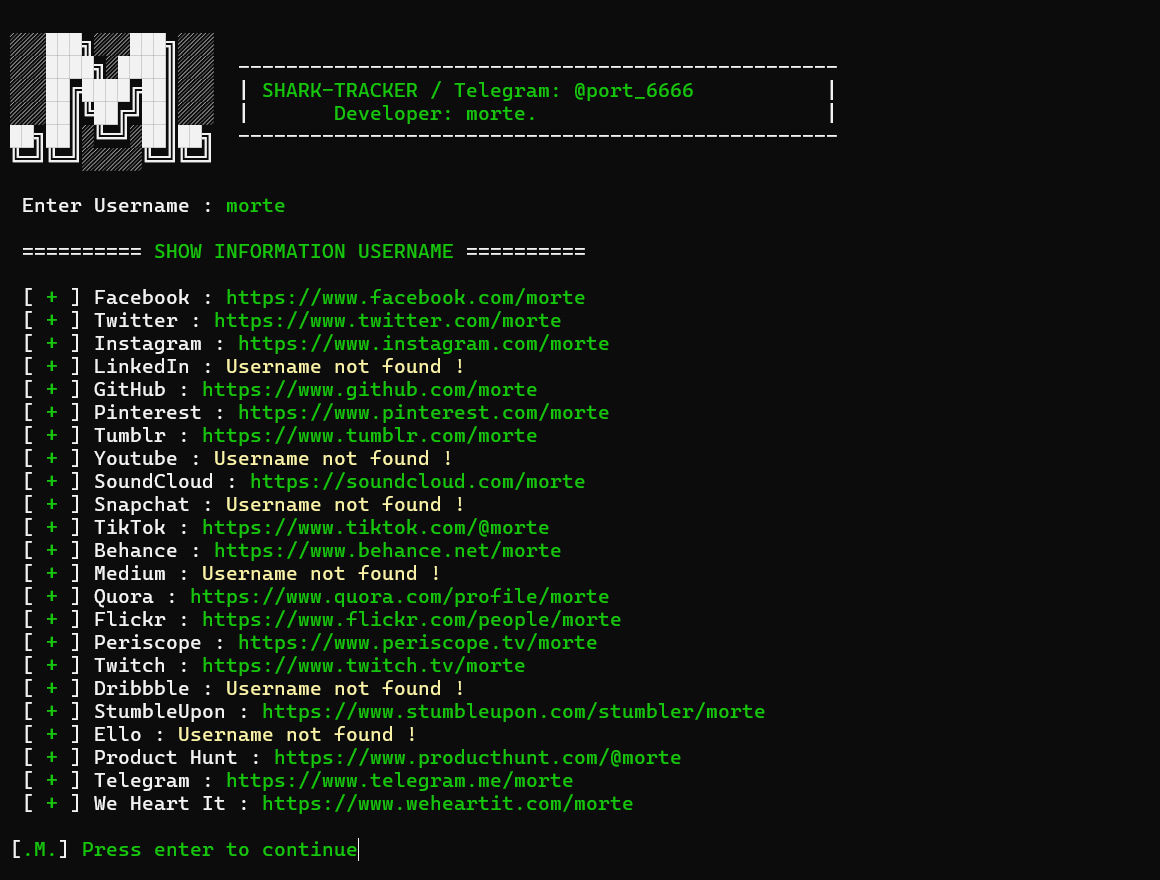 SHARK-TRACKER / Telegram: @port_6666
Developer: morte.
Enter Username : morte
========== SHOW INFORMATION USERNAME ==========
[ + ] Facebook : https://www.facebook.com/morte
[ + ] Twitter : https://www.twitter.com/morte
[ + ] Instagram : https://www.instagram.com/morte
[ + ] LinkedIn : Username not found !
[ + ] GitHub : https://www.github.com/morte
[ + ] Pinterest : https://www.pinterest.com/morte
[ + ] Tumblr : https://www.tumblr.com/morte
[ + ] Youtube : Username not found !
[ + ] SoundCloud : https://soundcloud.com/morte
[ + ] Snapchat : Username not found !
[ + ] TikTok : https://www.tiktok.com/@morte
[ + ] Behance : https://www.behance.net/morte
[ + ] Medium : Username not found !
[ + ] Quora : https://www.quora.com/profile/morte
[ + ] Flickr : https://www.flickr.com/people/morte
[ + ] Periscope : https://www.periscope.tv/morte
[ + ] Twitch : https://www.twitch.tv/morte
[ + ] Dribbble : Username not found !
[ + ] StumbleUpon : https://www.stumbleupon.com/stumbler/morte
[ + ] Ello : Username not found !
[ + ] Product Hunt : https://www.producthunt.com/@morte
[ + ] Telegram : https://www.telegram.me/morte
[ + ] We Heart It : https://www.weheartit.com/morte
[.M.] Press enter to continue